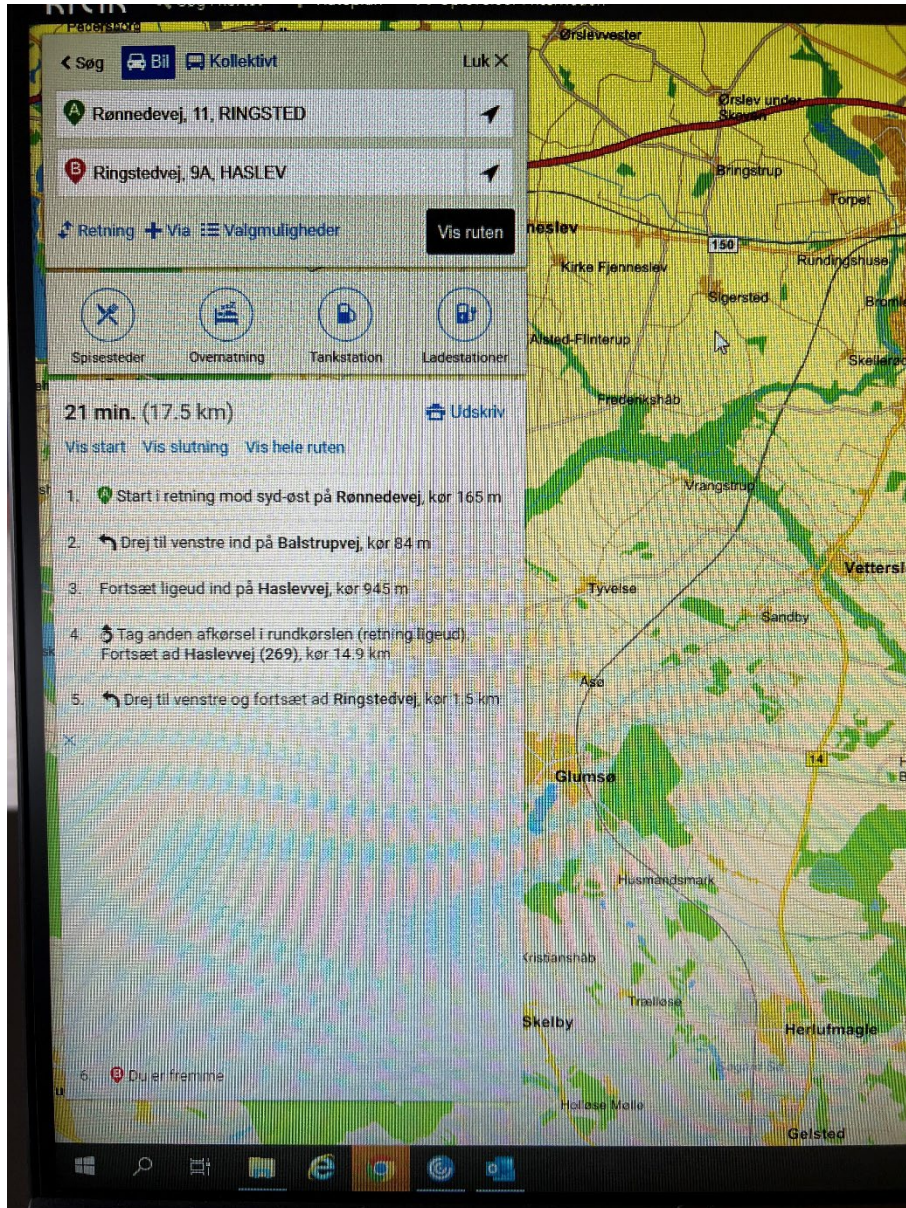 Pedersborg
Ørslevvester
Søg
Bil
Kollektivt
Luk
A
Rønnedevej, 11, RINGSTED
B
Ringstedvej, 9A, HASLEV
Retning
Via
Valgmuligheder
Vis ruten
Spisesteder
Overnatning
Tankstation
Ladestationer
21 min. (17.5 km)
Udskriv
Vis start Vis slutning Vis hele ruten
1. A Start i retning mod syd-øst på Rønnedevej, kør 165 m
2. Drej til venstre ind på Balstrupvej, kør 84 m
3. Fortsæt ligeud ind på Haslevvej, kør 945 m
4. Tag anden afkørsel i rundkørslen (retning ligeud).
Fortsæt ad Haslevvej (269), kør 14.9 km
5. Drej til venstre og fortsæt ad Ringstedvej, kør 1.5 km
6. B Du er fremme
Ørslev under
Skoven
Bringstrup
Torpet
neslev
150
Kirke Fjenneslev
Rundingshuse
Sigersted
Alsted-Flinterup
Frederikshåb
Vrangstrup
Tyvelse
Sandby
Aså
14
Glumsø
Husmandsmark
Kristianshåb
Trælløse
Skelby
Herlufmagle
Holløse Mølle
Gelsted